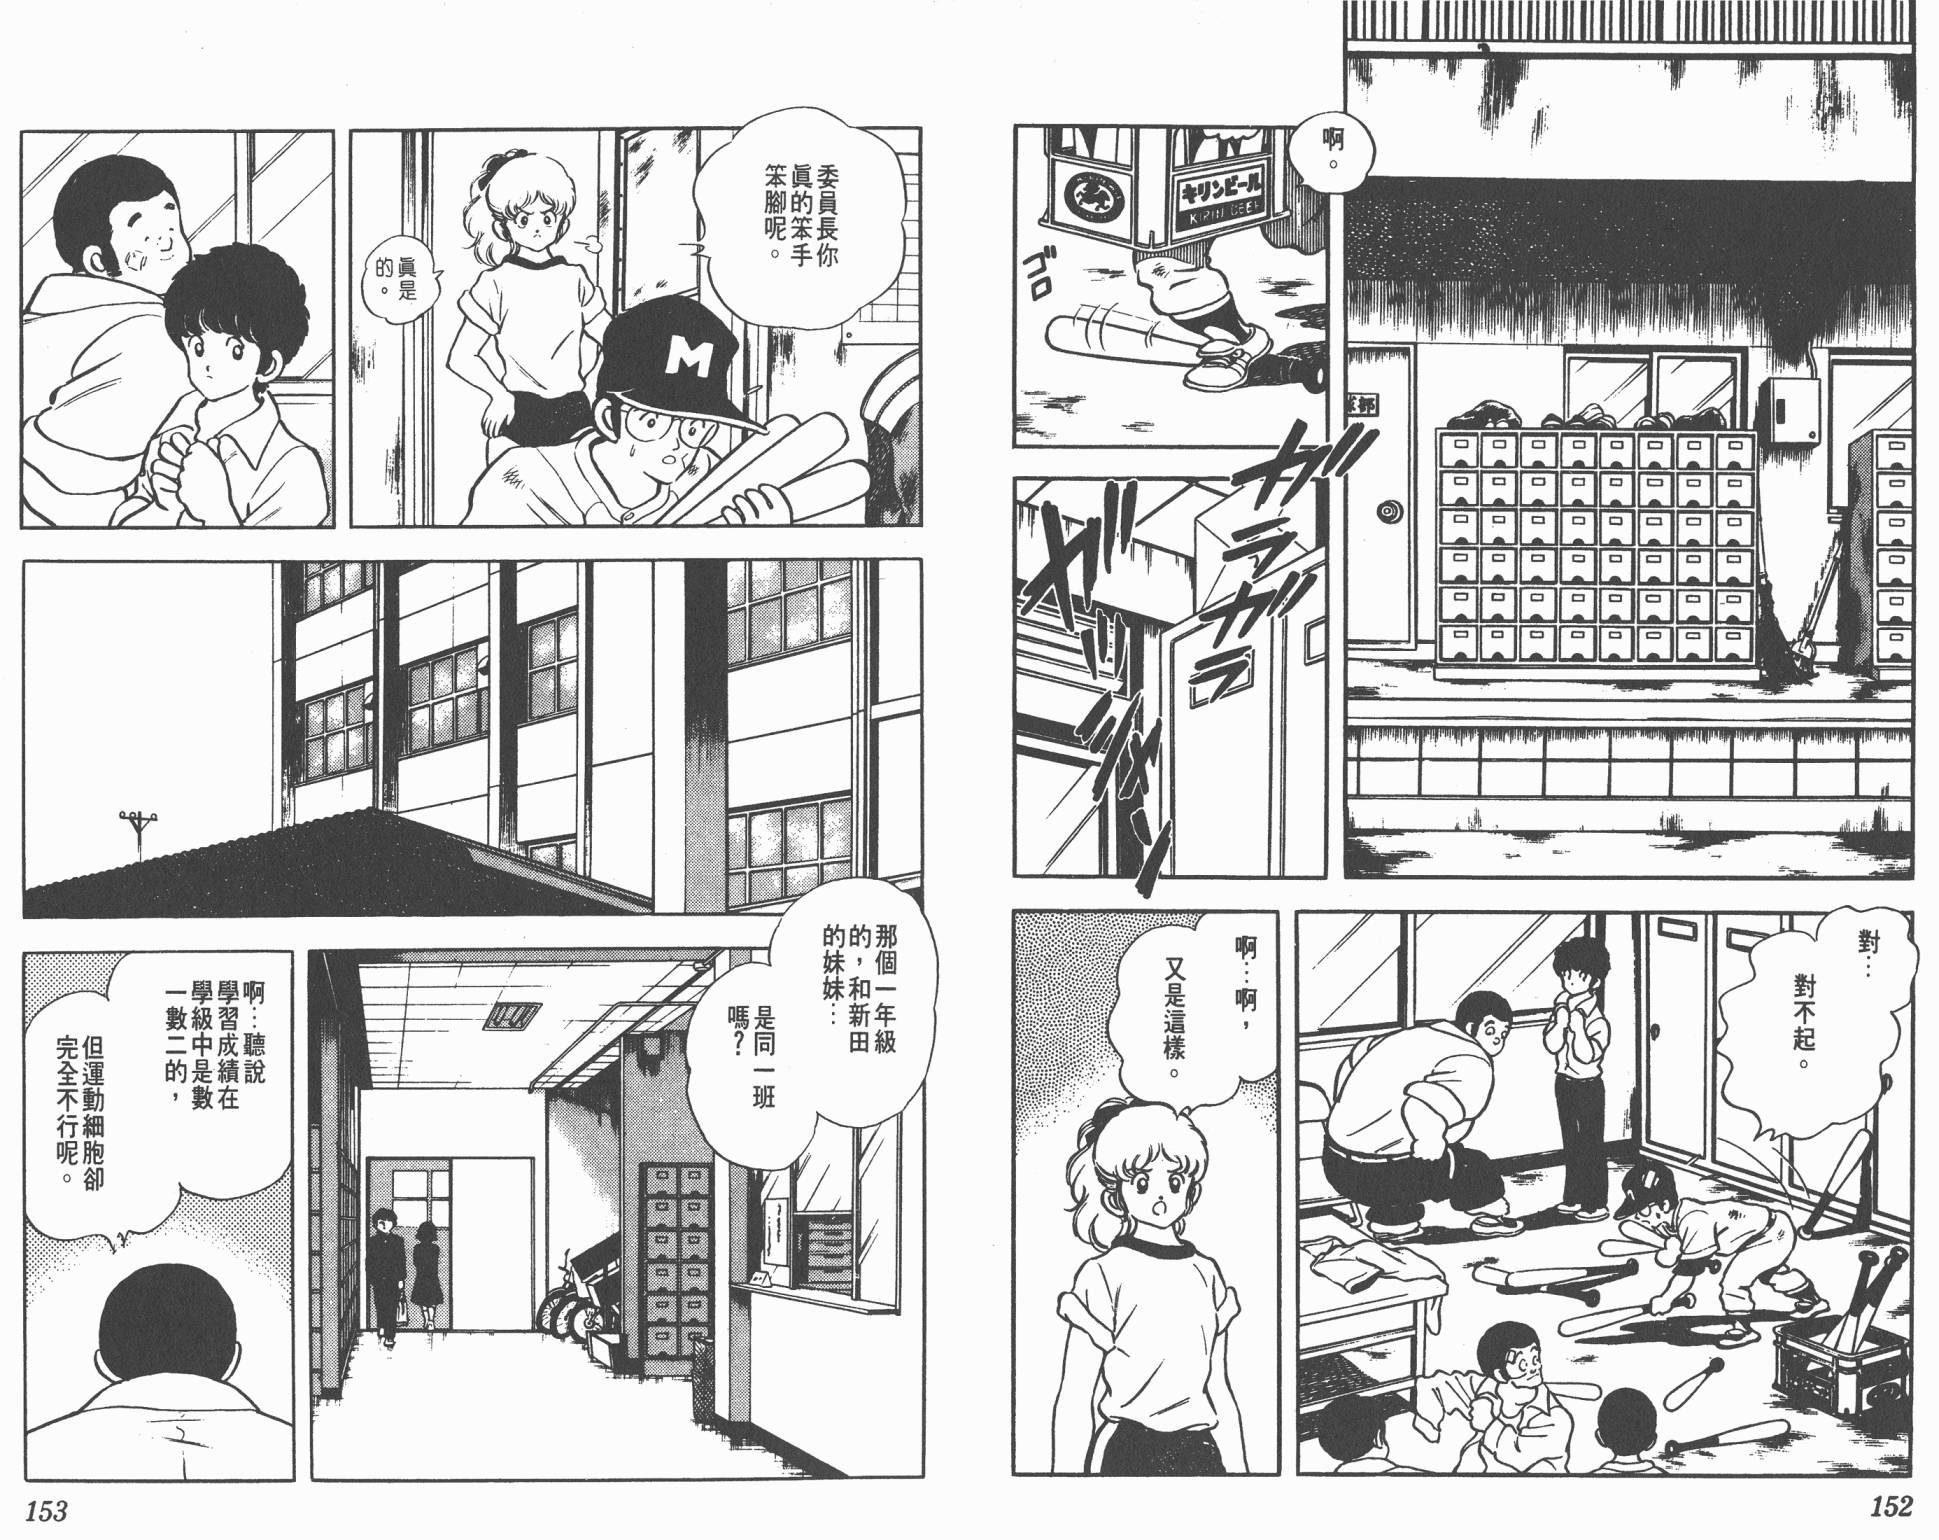 啊。
キリンビール
KIRIN BEER
ゴロ
ガラガラ
球部
對…
對不起。
啊…啊，
又是這樣。
152
委員長你
真的笨手
笨腳呢。
眞是
的。
M
那個一年級
的，和新田
的妹妹…
是同一班
嗎？
啊…聽說
學習成績在
學級中是數
一數二的，
但運動細胞卻
完全不行呢。
153